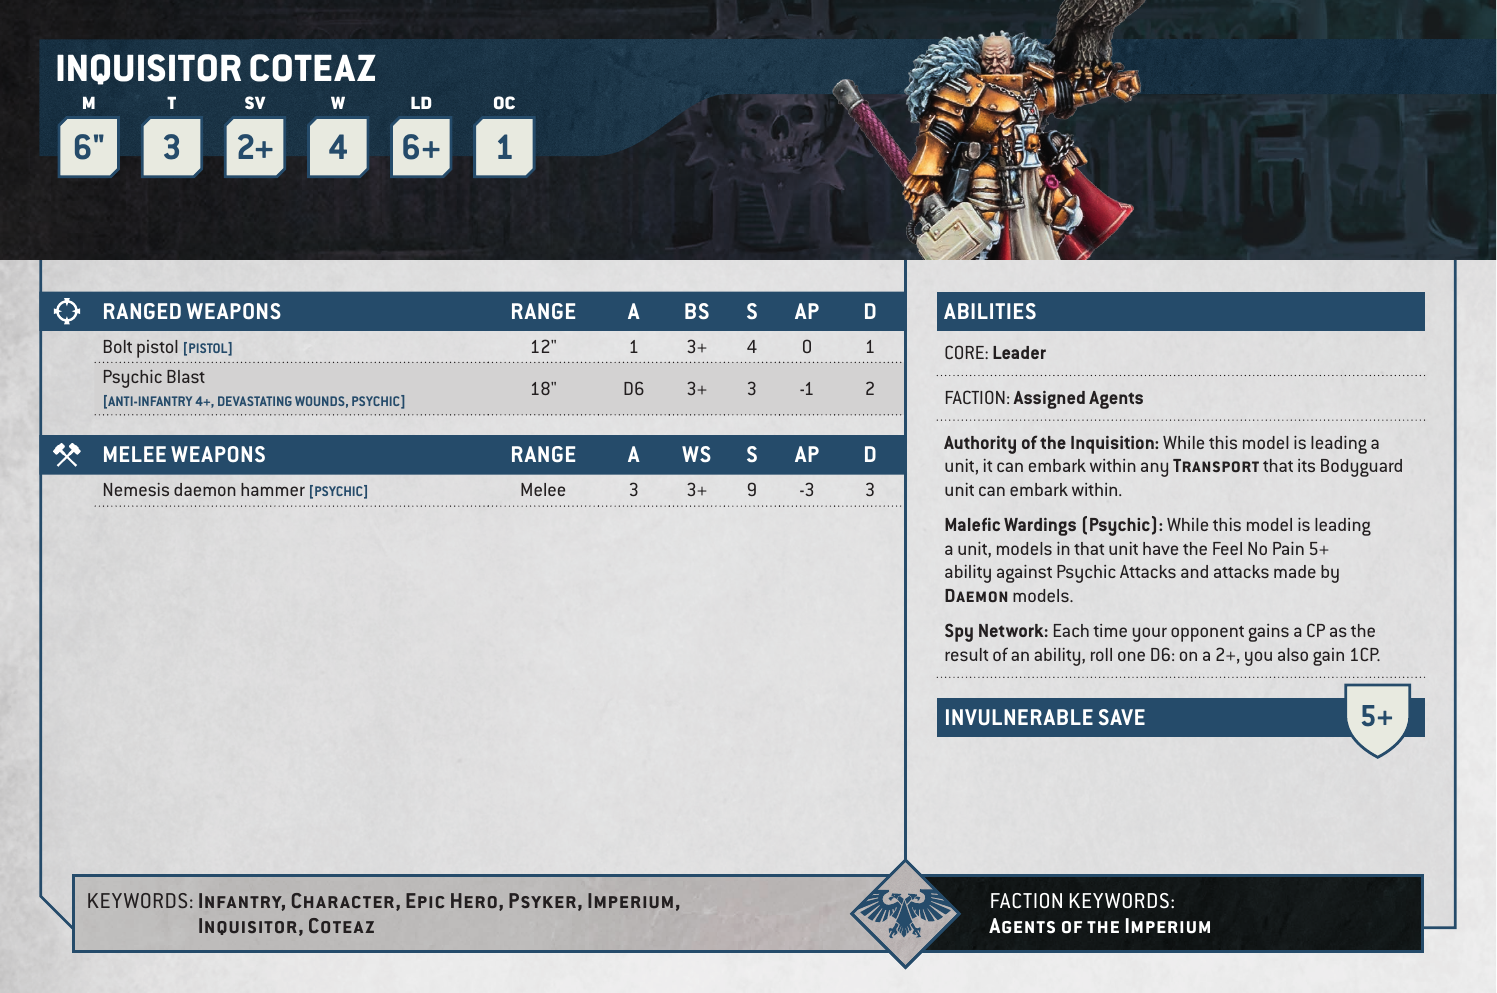 INQUISITOR COTEAZ
M T SV W LD OC
6" 3 2+ 4 6+ 1
RANGED WEAPONS RANGE A BS S AP D
Bolt pistol [PISTOL] 12" 1 3+ 4 0 1
Psychic Blast
[ANTI-INFANTRY 4+, DEVASTATING WOUNDS, PSYCHIC] 18" D6 3+ 3 -1 2
MELEE WEAPONS RANGE A WS S AP D
Nemesis daemon hammer [PSYCHIC] Melee 3 3+ 9 -3 3
ABILITIES
CORE: Leader
FACTION: Assigned Agents
Authority of the Inquisition: While this model is leading a
unit, it can embark within any TRANSPORT that its Bodyguard
unit can embark within.
Malefic Wardings (Psychic): While this model is leading
a unit, models in that unit have the Feel No Pain 5+
ability against Psychic Attacks and attacks made by
DAEMON models.
Spy Network: Each time your opponent gains a CP as the
result of an ability, roll one D6: on a 2+, you also gain 1CP.
INVULNERABLE SAVE 5+
KEYWORDS: INFANTRY, CHARACTER, EPIC HERO, PSYKER, IMPERIUM,
INQUISITOR, COTEAZ
FACTION KEYWORDS:
AGENTS OF THE IMPERIUM